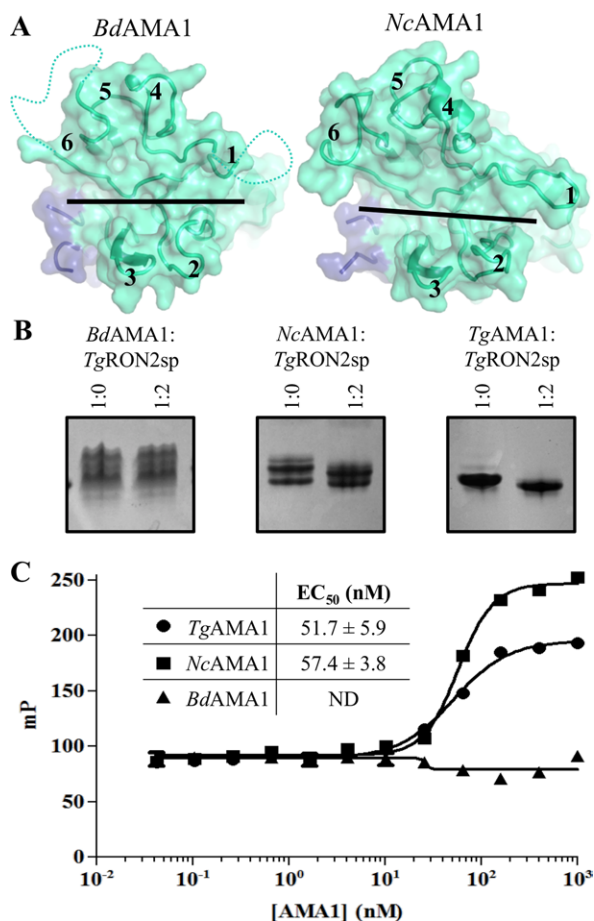 A
BdAMA1
NcAMA1
5
4
6
1
3
2
5
4
6
1
3
2
B
BdAMA1:
TgRON2sp
1:0
1:2
NcAMA1:
TgRON2sp
1:0
1:2
TgAMA1:
TgRON2sp
1:0
1:2
C
250
200
150
100
50
0
mP
EC₅₀ (nM)
TgAMA1 51.7 ± 5.9
NcAMA1 57.4 ± 3.8
BdAMA1 ND
10⁻² 10⁻¹ 10⁰ 10¹ 10² 10³
[AMA1] (nM)